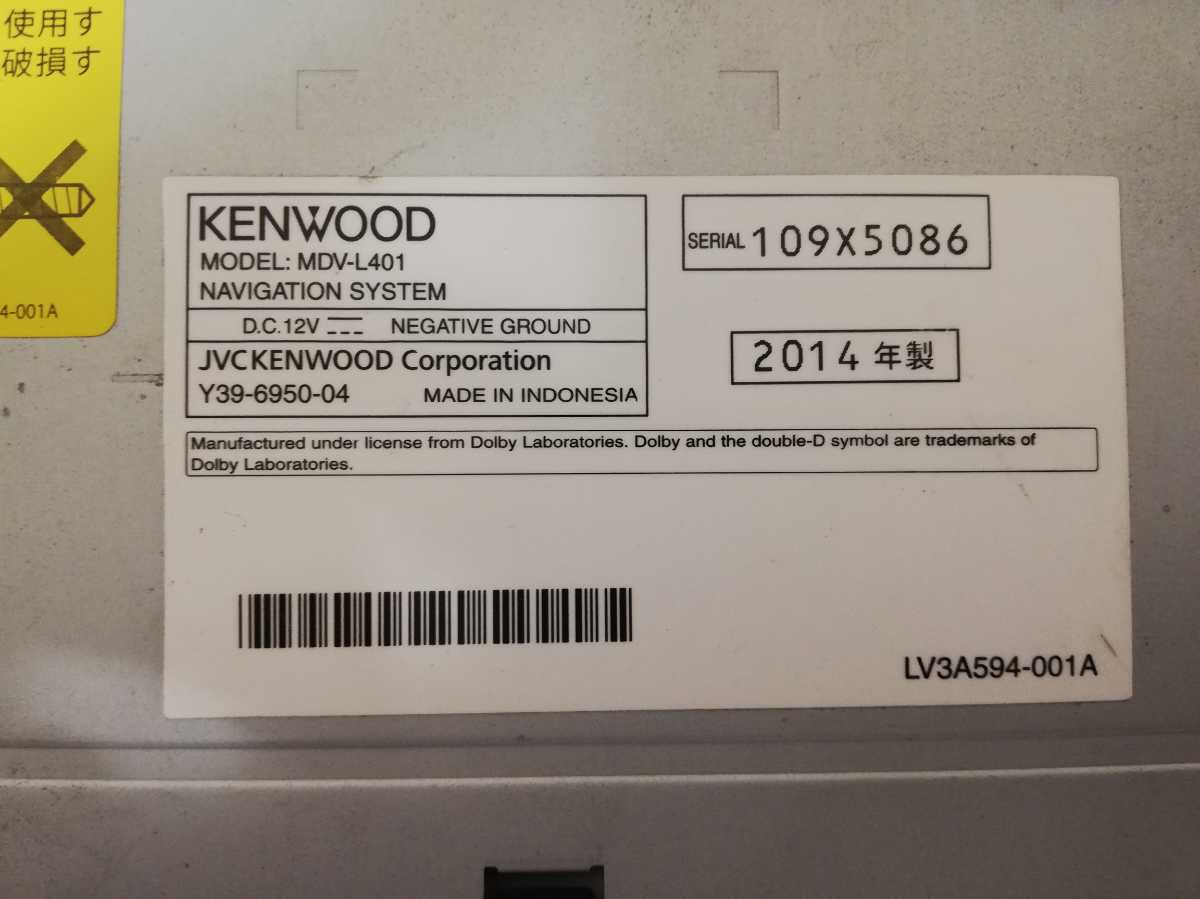 使用す
破損す
4-001A
KENWOOD
MODEL: MDV-L401
NAVIGATION SYSTEM
D.C.12V NEGATIVE GROUND
JVCKENWOOD Corporation
Y39-6950-04 MADE IN INDONESIA
SERIAL 109X5086
2014 年製
Manufactured under license from Dolby Laboratories. Dolby and the double-D symbol are trademarks of
Dolby Laboratories.
LV3A594-001A